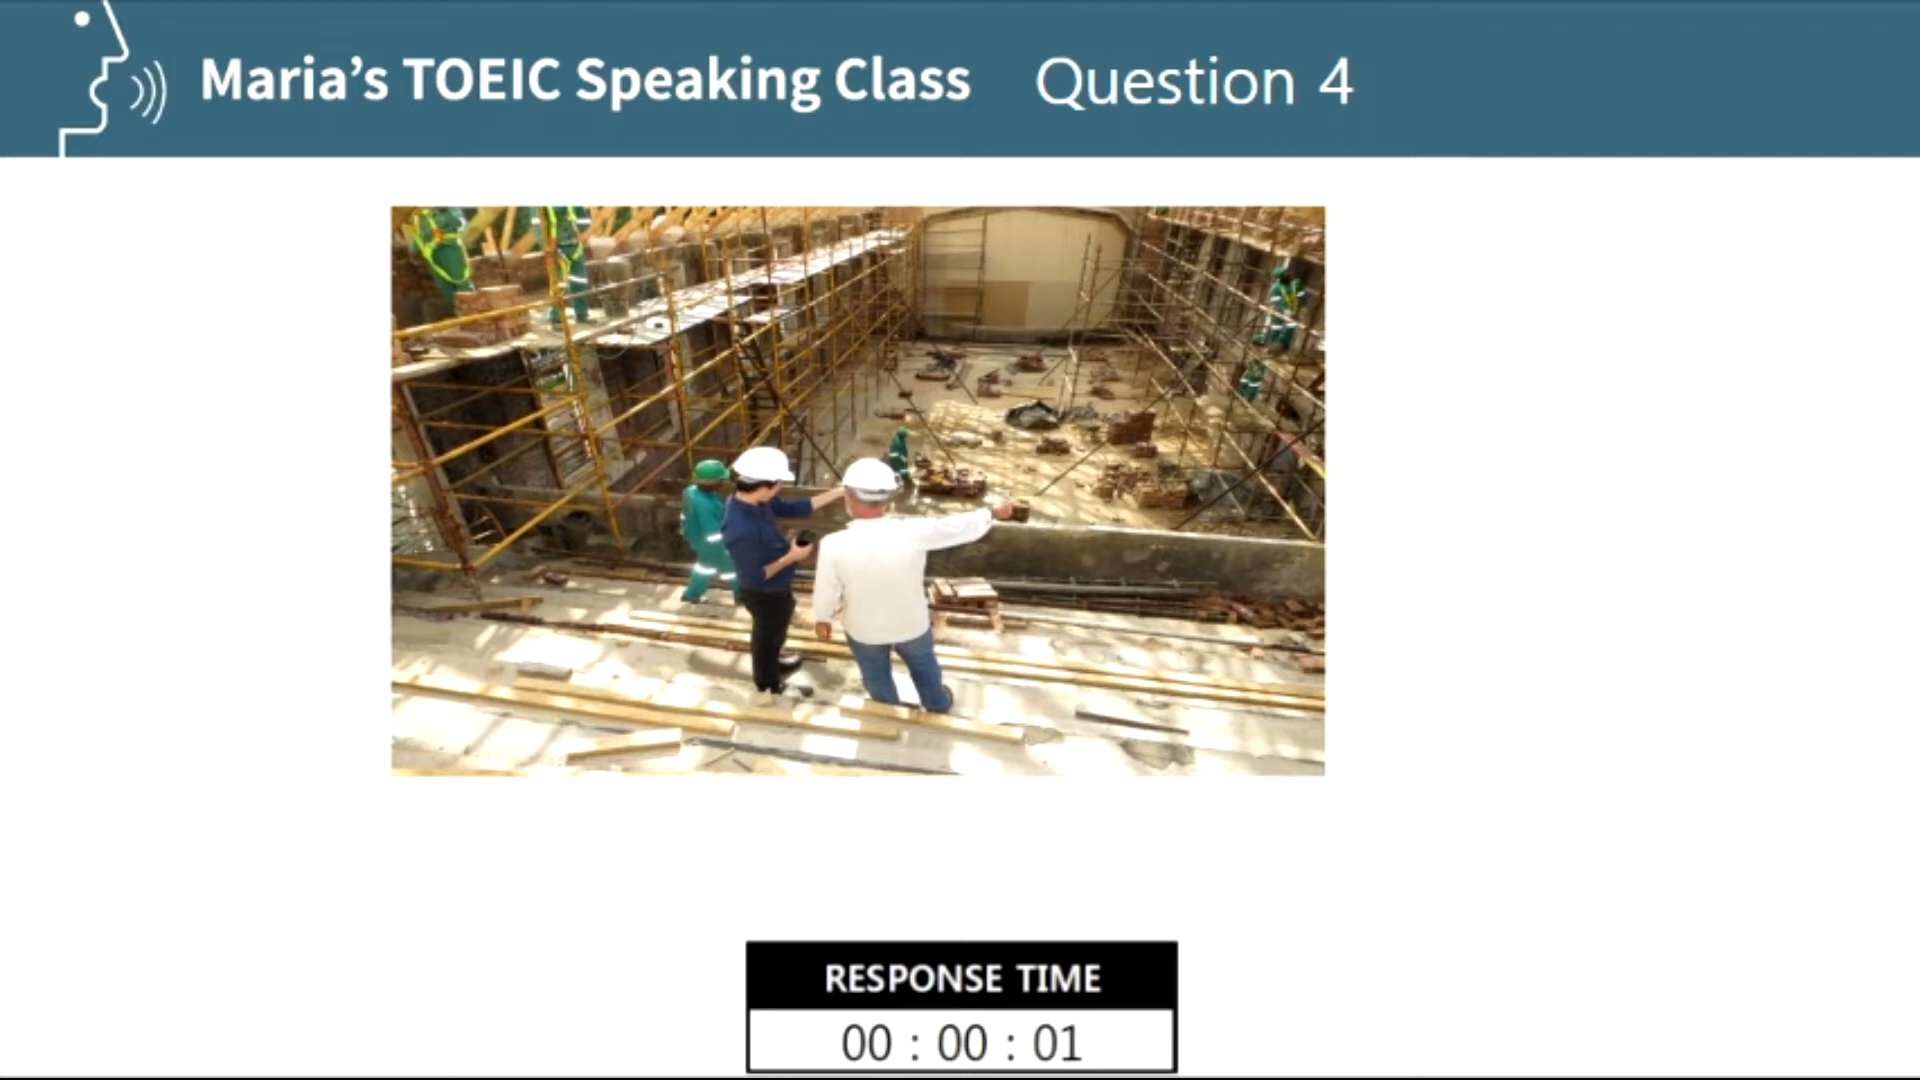 Maria’s TOEIC Speaking Class Question 4
RESPONSE TIME
00 : 00 : 01